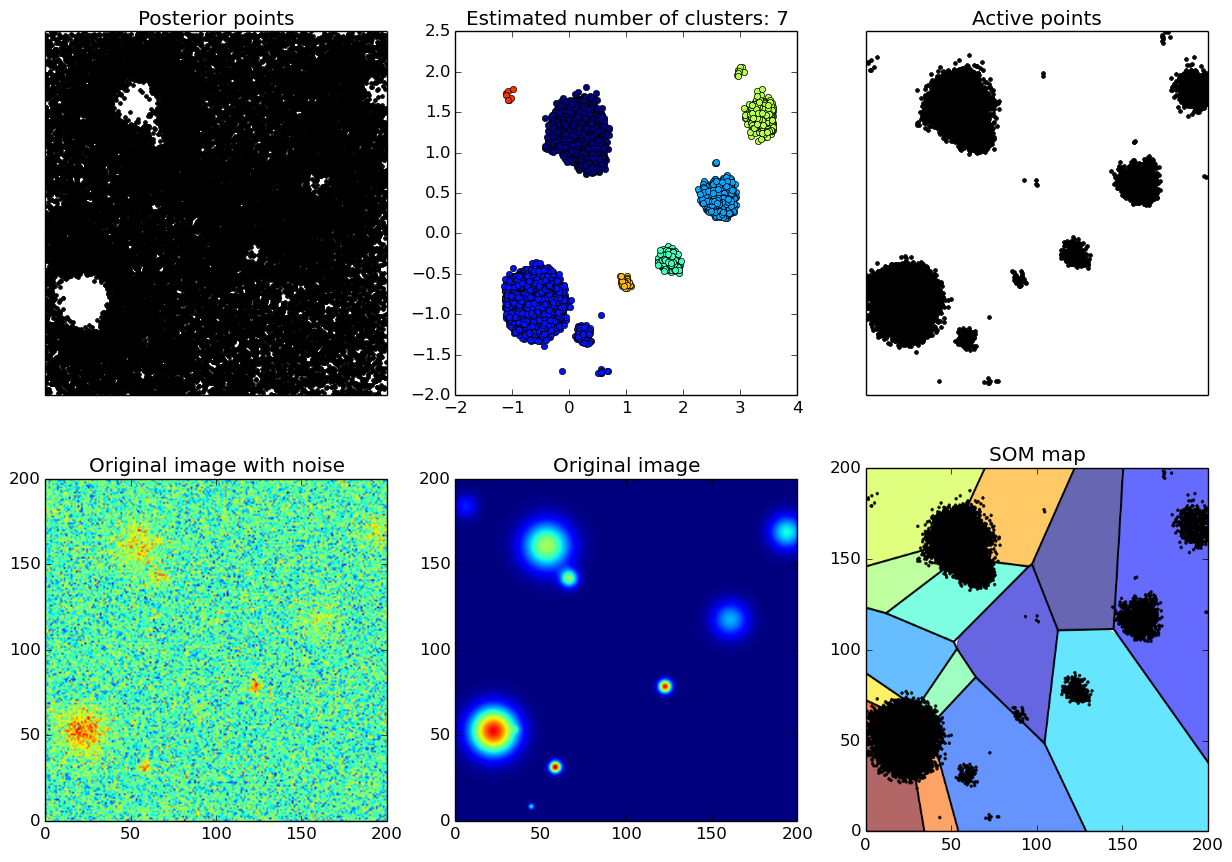 Posterior points
Estimated number of clusters: 7
Active points
2.5
2.0
1.5
1.0
0.5
0.0
−0.5
−1.0
−1.5
−2.0
−2 −1 0 1 2 3 4
Original image with noise
200
150
100
50
0
0 50 100 150 200
Original image
200
150
100
50
0
0 50 100 150 200
SOM map
200
150
100
50
0
0 50 100 150 200